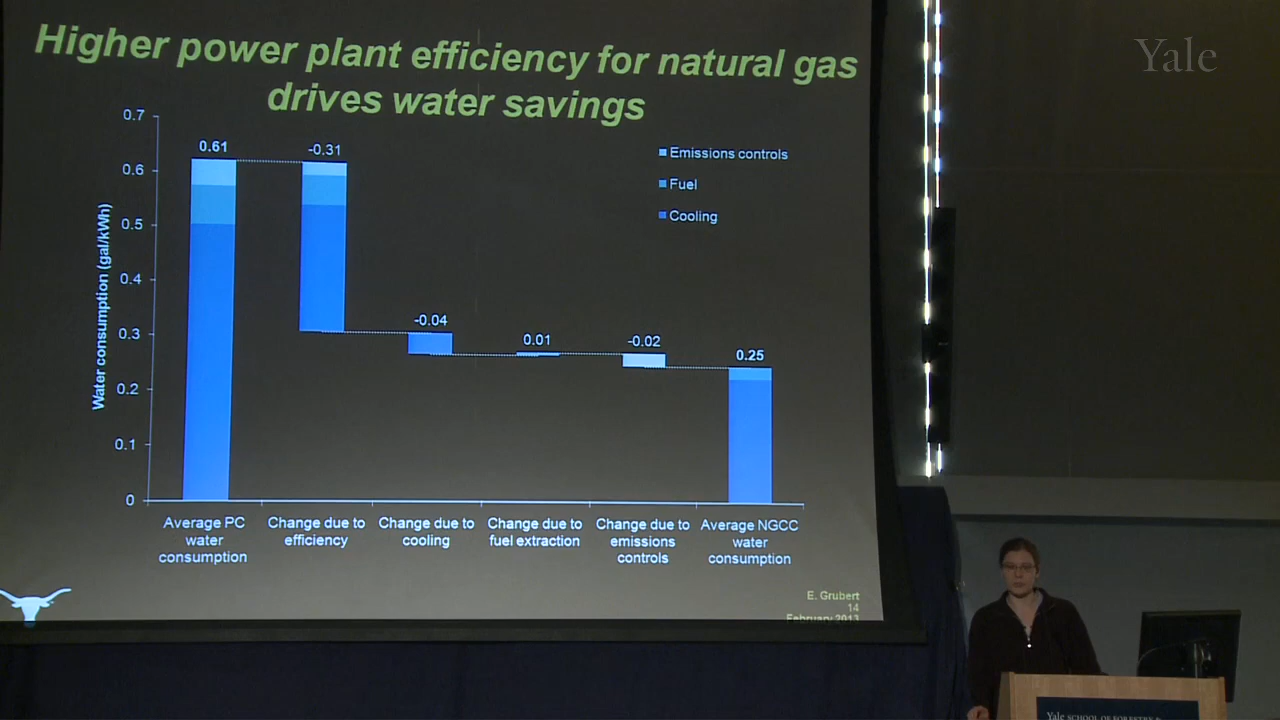 Yale
Higher power plant efficiency for natural gas
drives water savings
0.7
0.6
0.5
0.4
0.3
0.2
0.1
0
Water consumption (gal/kWh)
0.61
-0.31
-0.04
0.01
-0.02
0.25
Emissions controls
Fuel
Cooling
Average PC
water
consumption
Change due to
efficiency
Change due to
cooling
Change due to
fuel extraction
Change due to
emissions
controls
Average NGCC
water
consumption
E. Grubert
14
February 2013
Yale SCHOOL OF FORESTRY &